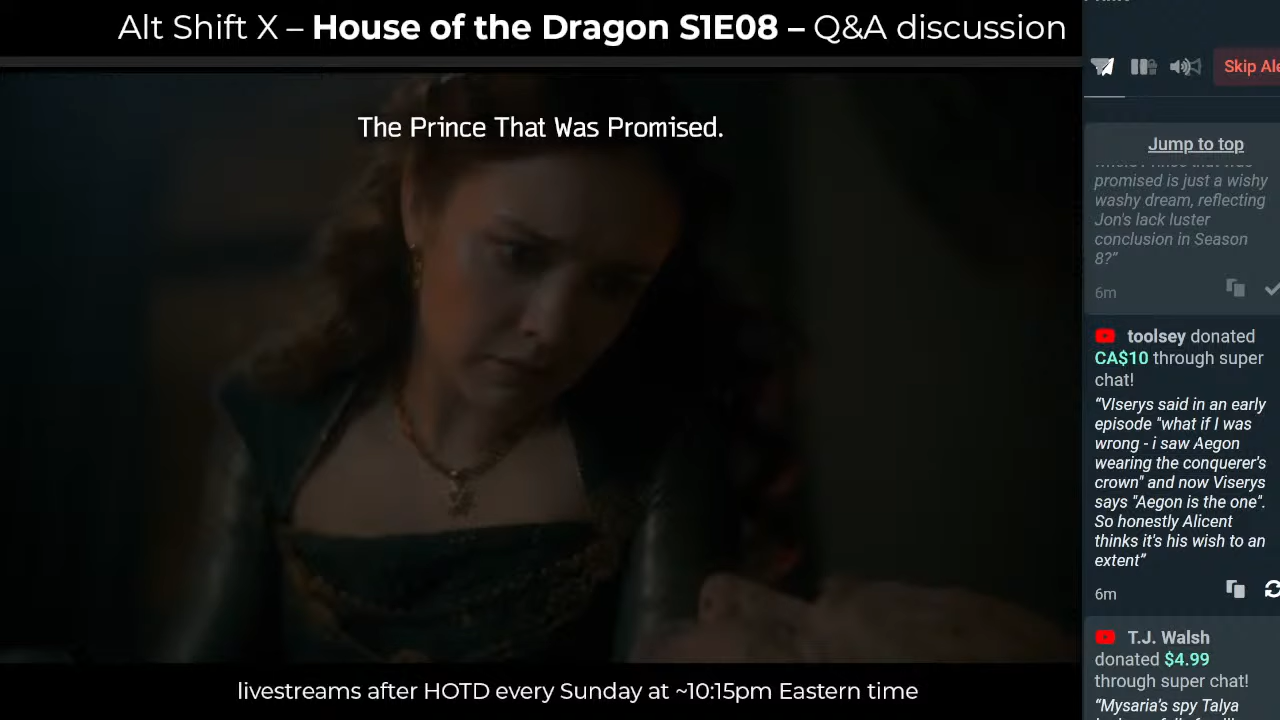 Alt Shift X – House of the Dragon S1E08 – Q&A discussion
The Prince That Was Promised.
livestreams after HOTD every Sunday at ~10:15pm Eastern time
Skip Ale
Jump to top
promised is just a wishy
washy dream, reflecting
Jon's lack luster
conclusion in Season
8?”
6m
toolsey donated
CA$10 through super
chat!
“VIserys said in an early
episode "what if I was
wrong - i saw Aegon
wearing the conquerer's
crown" and now Viserys
says "Aegon is the one".
So honestly Alicent
thinks it's his wish to an
extent”
6m
T.J. Walsh
donated $4.99
through super chat!
“Mysaria's spy Talya